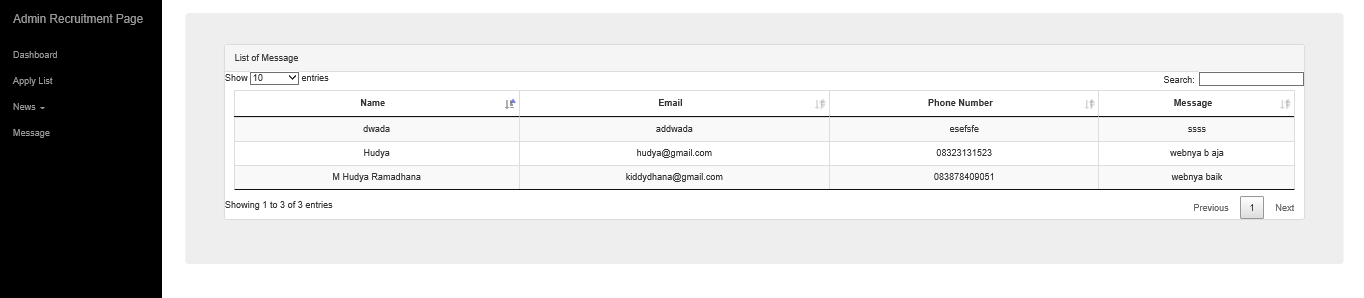 Admin Recruitment Page
Dashboard
Apply List
News
Message
List of Message
Show 10 entries
Search:
Name Email Phone Number Message
dwada addwada esefsfe ssss
Hudya hudya@gmail.com 08323131523 webnya b aja
M Hudya Ramadhana kiddydhana@gmail.com 083878409051 webnya baik
Showing 1 to 3 of 3 entries
Previous 1 Next